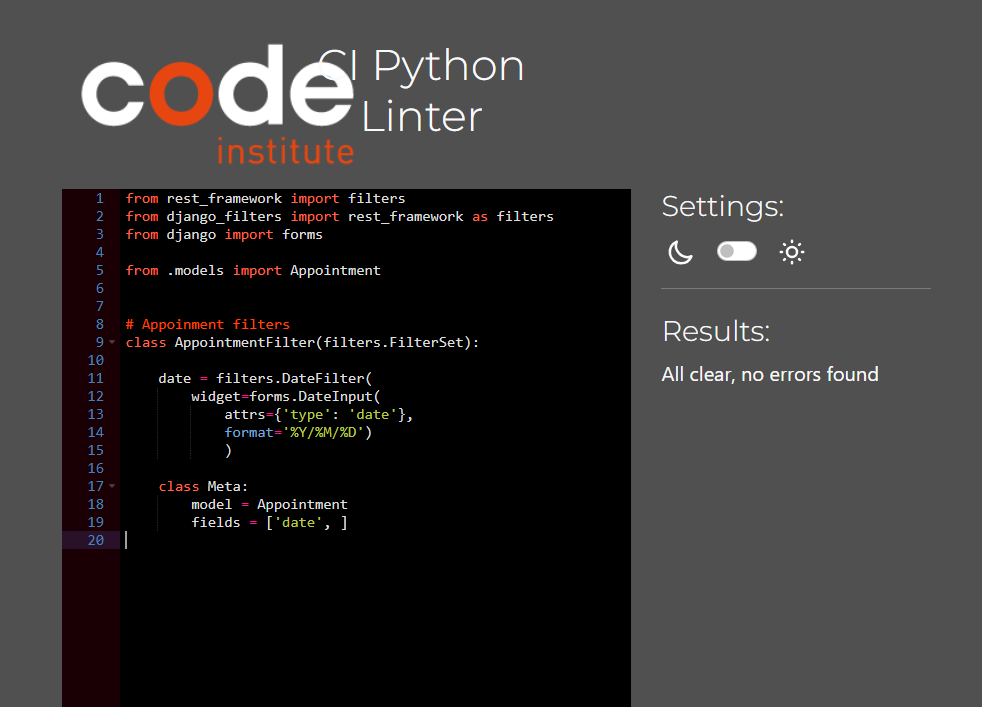 code
institute
CI Python
Linter
1 from rest_framework import filters
2 from django_filters import rest_framework as filters
3 from django import forms
4
5 from .models import Appointment
6
7
8 # Appoinment filters
9 class AppointmentFilter(filters.FilterSet):
10
11     date = filters.DateFilter(
12         widget=forms.DateInput(
13             attrs={'type': 'date'},
14             format='%Y/%M/%D')
15             )
16
17     class Meta:
18         model = Appointment
19         fields = ['date', ]
20
Settings:
Results:
All clear, no errors found